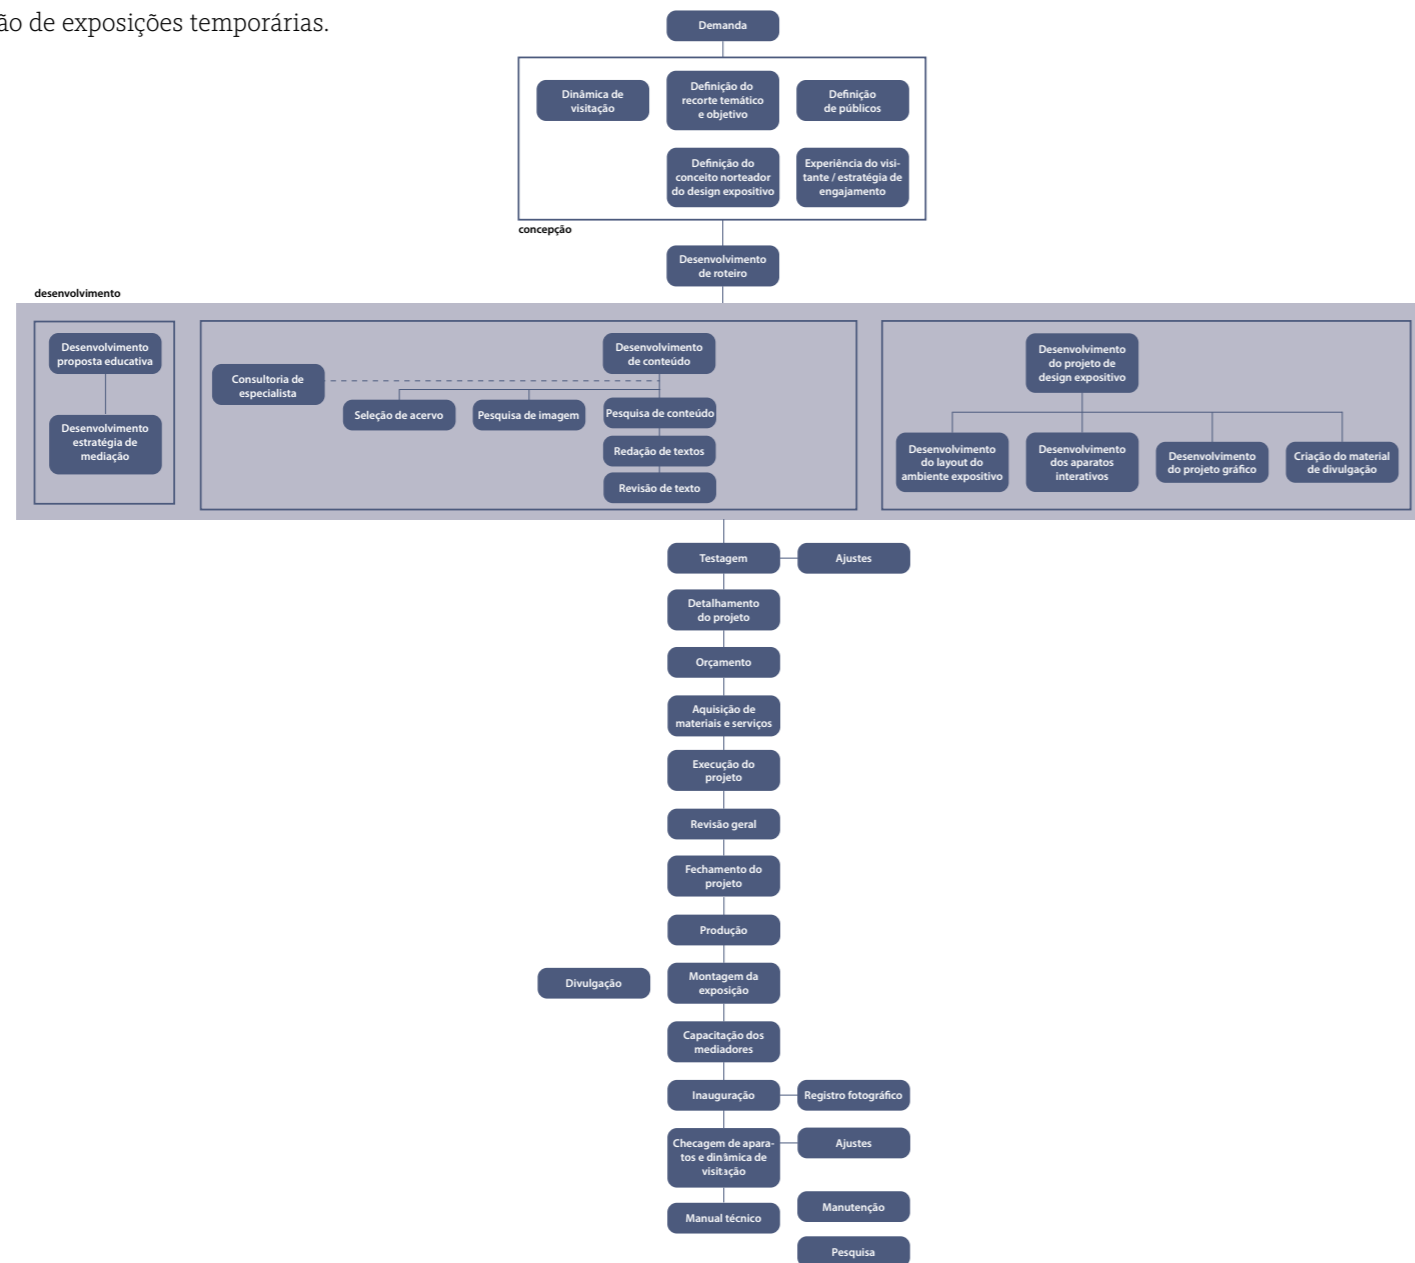 ão de exposições temporárias.
Demanda
Dinâmica de
visitação
Definição do
recorte temático
e objetivo
Definição
de públicos
Definição do
conceito norteador
do design expositivo
Experiência do visi-
tante / estratégia de
engajamento
concepção
Desenvolvimento
de roteiro
desenvolvimento
Desenvolvimento
proposta educativa
Desenvolvimento
estratégia de
mediação
Desenvolvimento
de conteúdo
Consultoria de
especialista
Seleção de acervo
Pesquisa de imagem
Pesquisa de conteúdo
Redação de textos
Revisão de texto
Desenvolvimento
do projeto de
design expositivo
Desenvolvimento
do layout do
ambiente expositivo
Desenvolvimento
dos aparatos
interativos
Desenvolvimento
do projeto gráfico
Criação do material
de divulgação
Testagem
Ajustes
Detalhamento
do projeto
Orçamento
Aquisição de
materiais e serviços
Execução do
projeto
Revisão geral
Fechamento do
projeto
Produção
Divulgação
Montagem da
exposição
Capacitação dos
mediadores
Inauguração
Registro fotográfico
Checagem de apara-
tos e dinâmica de
visitação
Ajustes
Manual técnico
Manutenção
Pesquisa